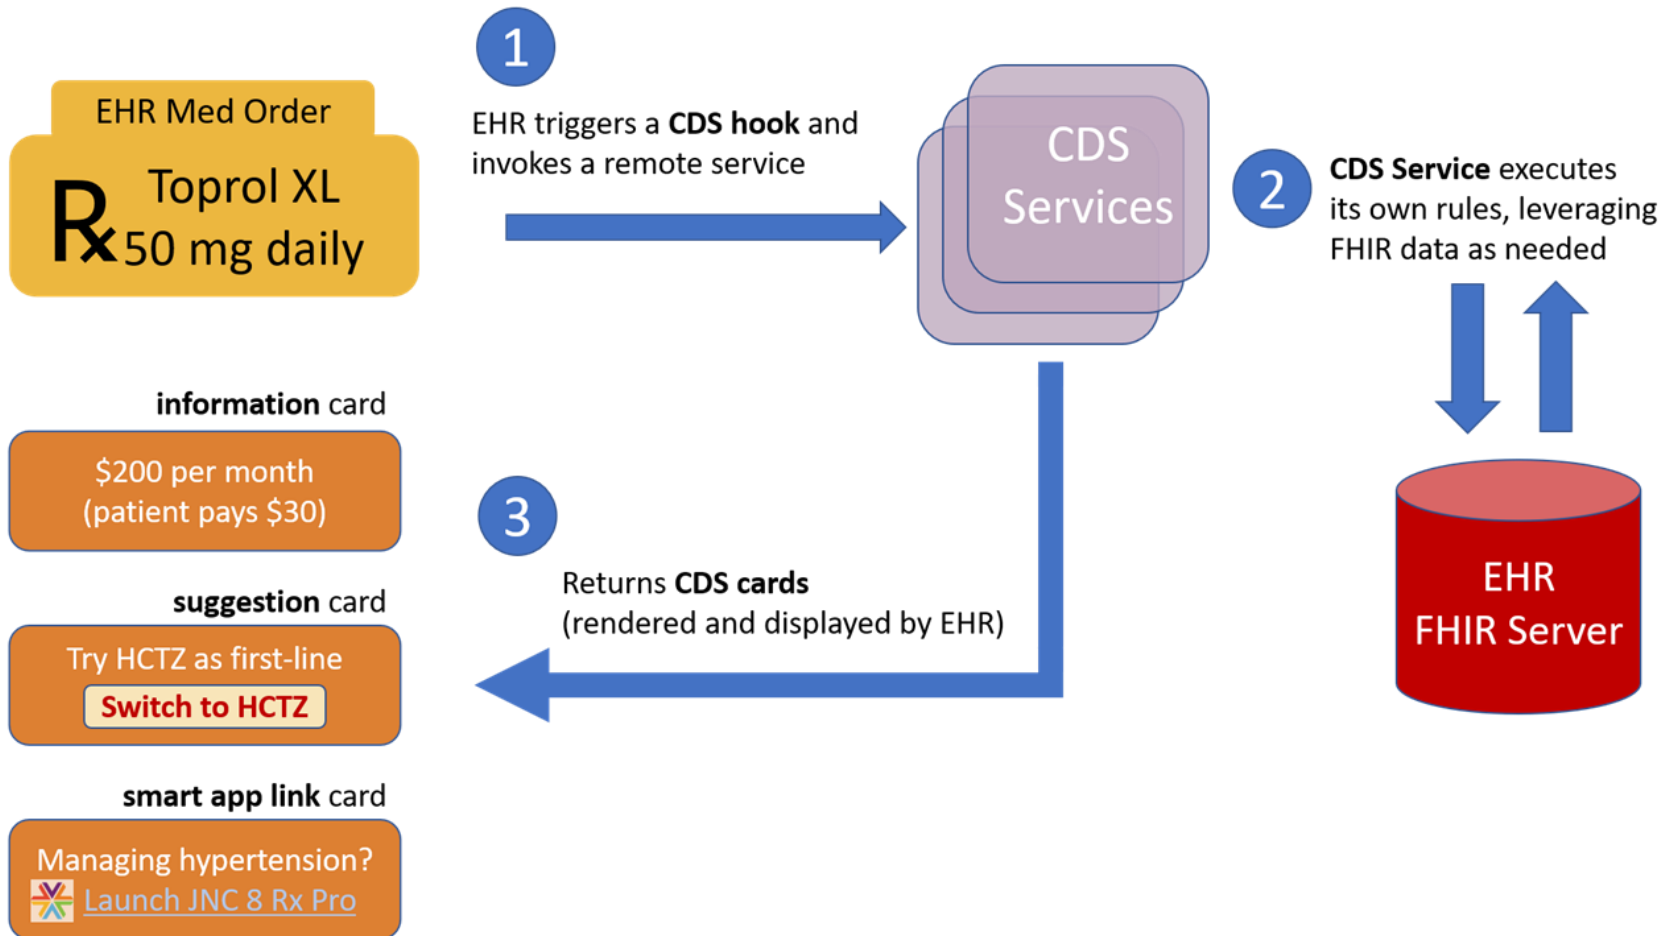 EHR Med Order
Rx
Toprol XL
50 mg daily
1
EHR triggers a CDS hook and
invokes a remote service
CDS
Services
2
CDS Service executes
its own rules, leveraging
FHIR data as needed
EHR
FHIR Server
3
Returns CDS cards
(rendered and displayed by EHR)
information card
$200 per month
(patient pays $30)
suggestion card
Try HCTZ as first-line
Switch to HCTZ
smart app link card
Managing hypertension?
Launch JNC 8 Rx Pro